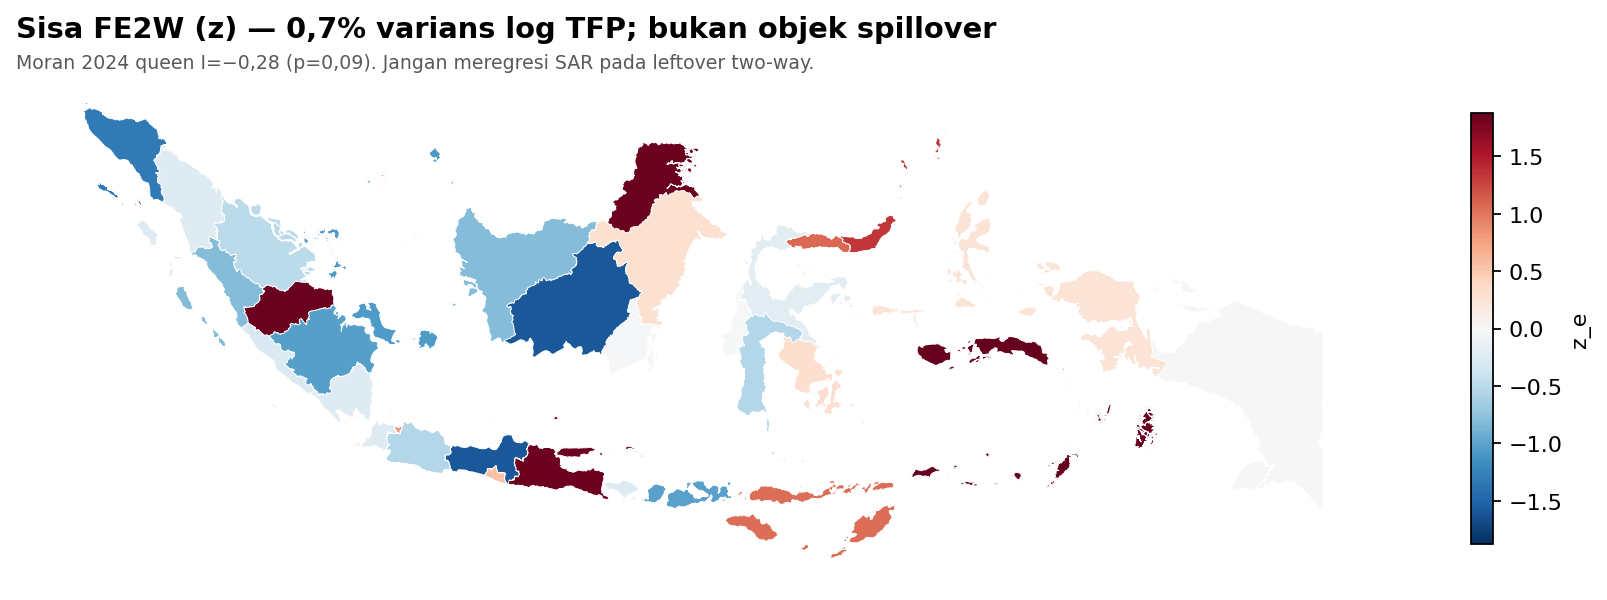 Sisa FE2W (z) — 0,7% varians log TFP; bukan objek spillover
Moran 2024 queen I=−0,28 (p=0,09). Jangan meregresi SAR pada leftover two-way.
1.5
1.0
0.5
0.0
−0.5
−1.0
−1.5
z_e